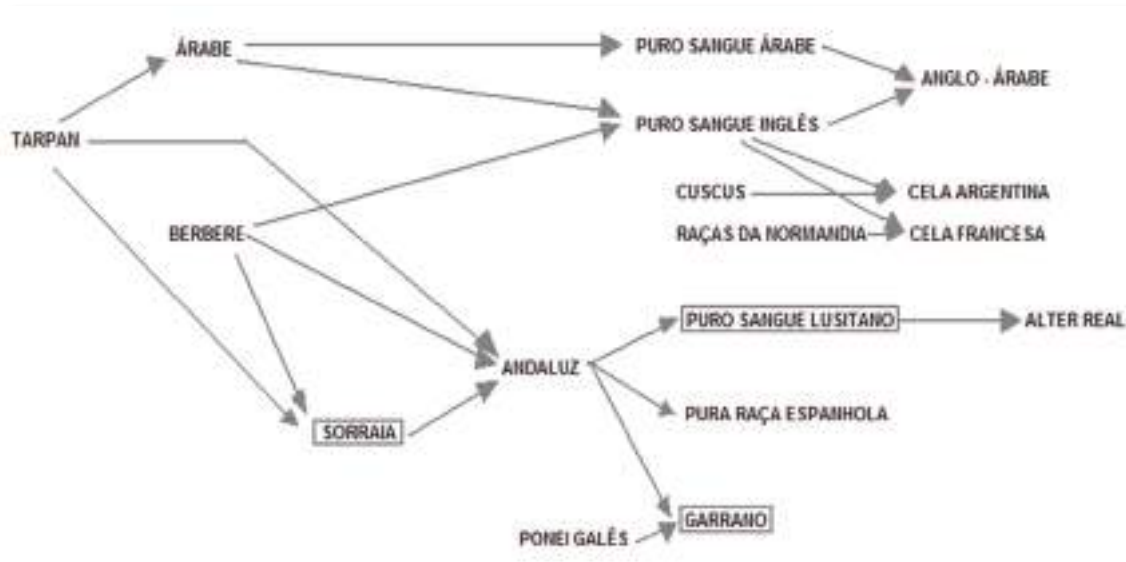 ÁRABE
PURO SANGUE ÁRABE
ANGLO - ÁRABE
TARPAN
PURO SANGUE INGLÊS
CUSCUS
CELA ARGENTINA
BERBERE
RAÇAS DA NORMANDIA
CELA FRANCESA
PURO SANGUE LUSITANO
ALTER REAL
ANDALUZ
PURA RAÇA ESPANHOLA
SORRAIA
GARRANO
PONEI GALÊS